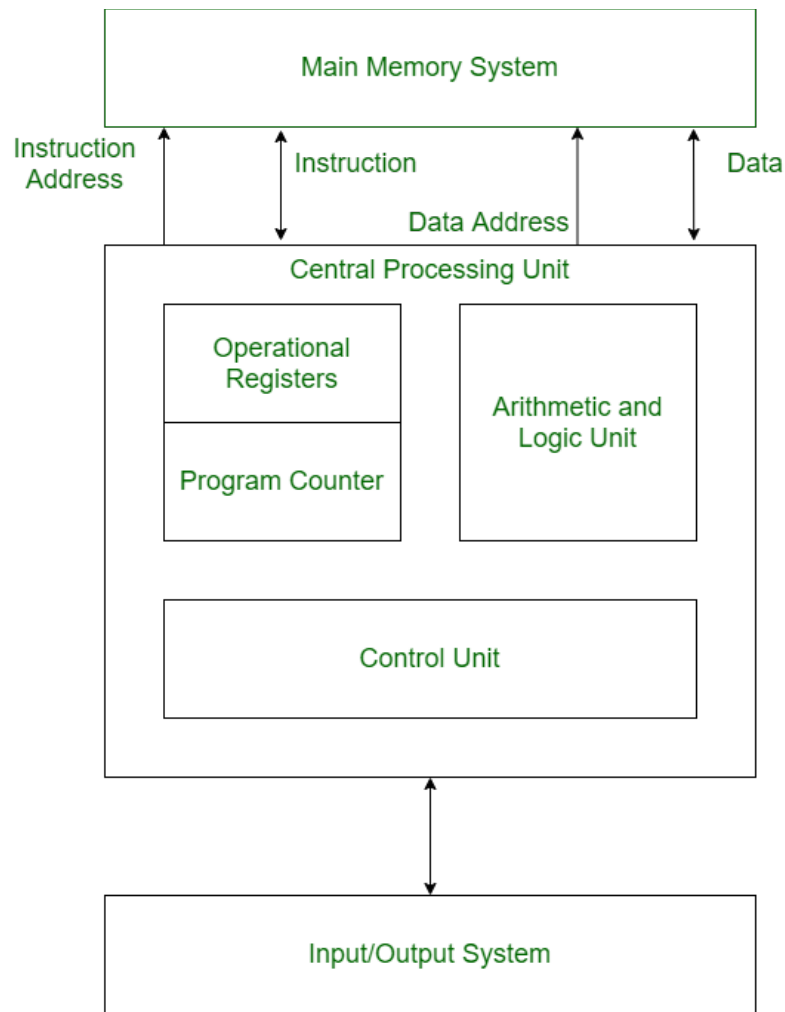 Main Memory System
Instruction
Address
Instruction
Data
Data Address
Central Processing Unit
Operational
Registers
Arithmetic and
Logic Unit
Program Counter
Control Unit
Input/Output System